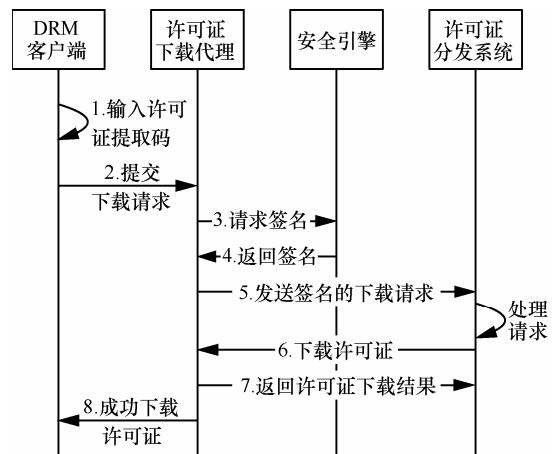 DRM
客户端
许可证
下载代理
安全引擎
许可证
分发系统
1.输入许可
证提取码
2.提交
下载请求
3.请求签名
4.返回签名
5.发送签名的下载请求
处理
请求
6.下载许可证
7.返回许可证下载结果
8.成功下载
许可证